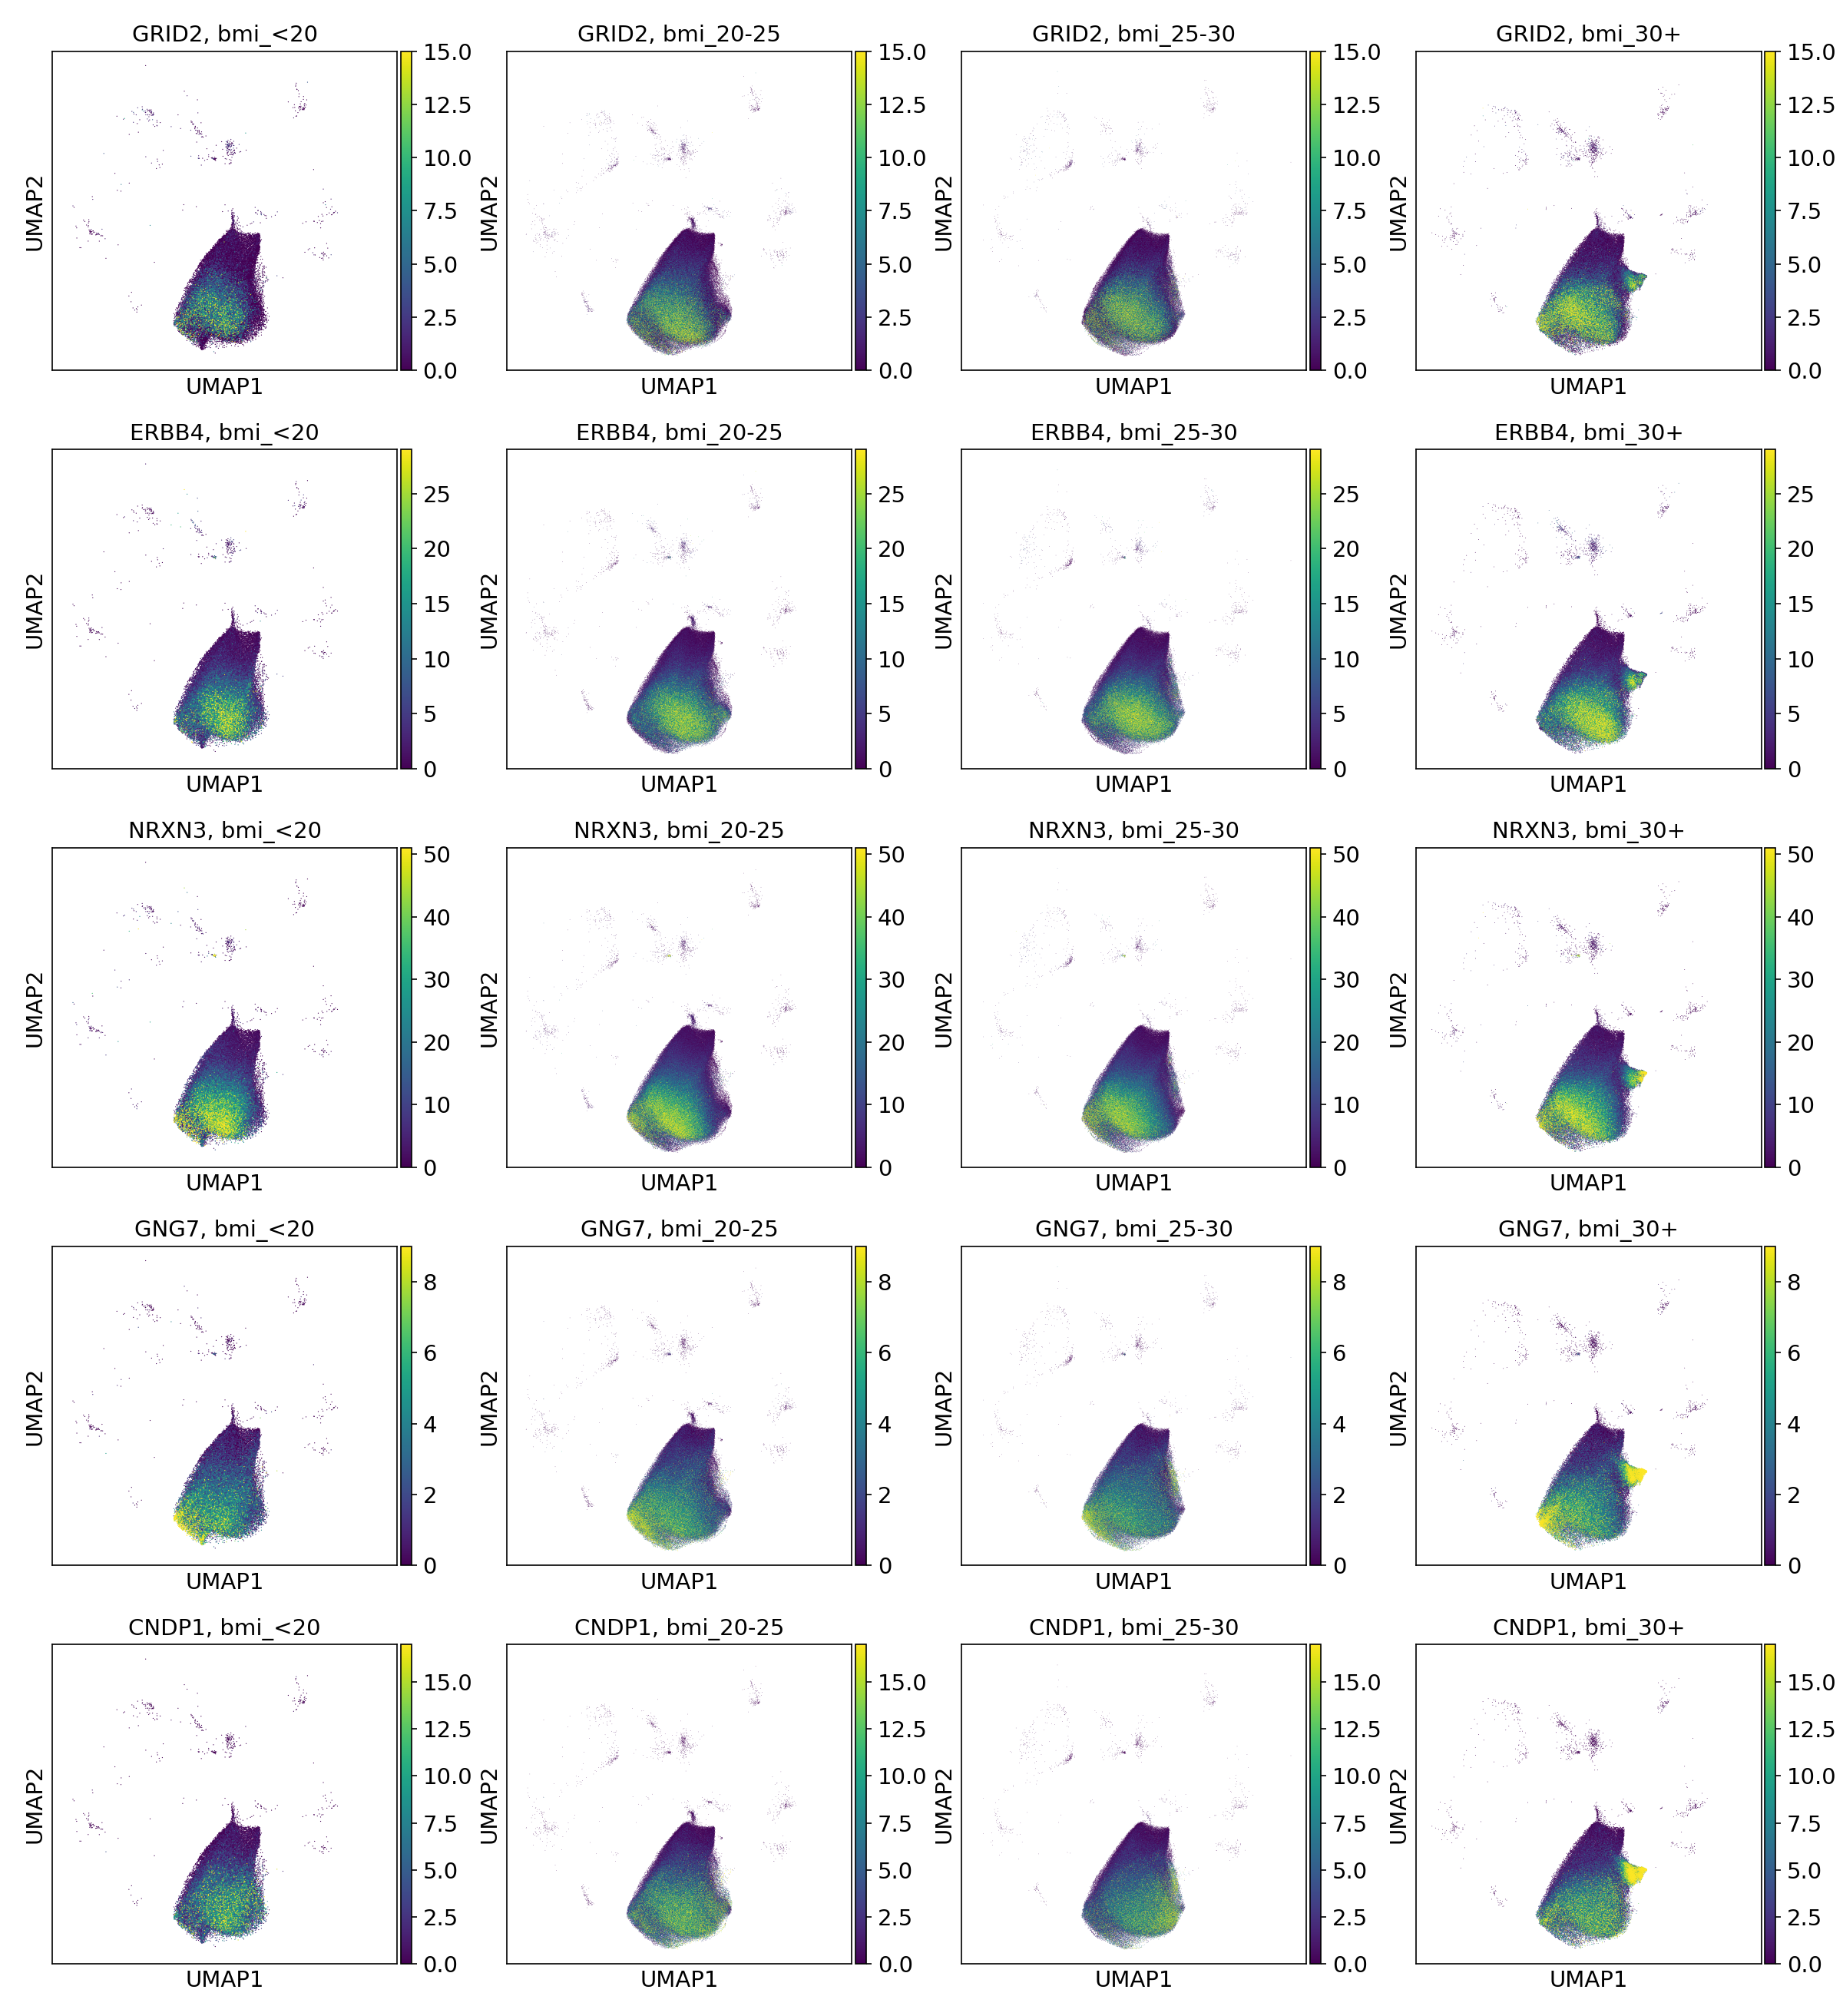 GRID2, bmi_<20
GRID2, bmi_20-25
GRID2, bmi_25-30
GRID2, bmi_30+
UMAP2
UMAP1
15.0
12.5
10.0
7.5
5.0
2.5
0.0
UMAP2
UMAP1
15.0
12.5
10.0
7.5
5.0
2.5
0.0
UMAP2
UMAP1
15.0
12.5
10.0
7.5
5.0
2.5
0.0
UMAP2
UMAP1
15.0
12.5
10.0
7.5
5.0
2.5
0.0
ERBB4, bmi_<20
ERBB4, bmi_20-25
ERBB4, bmi_25-30
ERBB4, bmi_30+
UMAP2
UMAP1
25
20
15
10
5
0
UMAP2
UMAP1
25
20
15
10
5
0
UMAP2
UMAP1
25
20
15
10
5
0
UMAP2
UMAP1
25
20
15
10
5
0
NRXN3, bmi_<20
NRXN3, bmi_20-25
NRXN3, bmi_25-30
NRXN3, bmi_30+
UMAP2
UMAP1
50
40
30
20
10
0
UMAP2
UMAP1
50
40
30
20
10
0
UMAP2
UMAP1
50
40
30
20
10
0
UMAP2
UMAP1
50
40
30
20
10
0
GNG7, bmi_<20
GNG7, bmi_20-25
GNG7, bmi_25-30
GNG7, bmi_30+
UMAP2
UMAP1
8
6
4
2
0
UMAP2
UMAP1
8
6
4
2
0
UMAP2
UMAP1
8
6
4
2
0
UMAP2
UMAP1
8
6
4
2
0
CNDP1, bmi_<20
CNDP1, bmi_20-25
CNDP1, bmi_25-30
CNDP1, bmi_30+
UMAP2
UMAP1
15.0
12.5
10.0
7.5
5.0
2.5
0.0
UMAP2
UMAP1
15.0
12.5
10.0
7.5
5.0
2.5
0.0
UMAP2
UMAP1
15.0
12.5
10.0
7.5
5.0
2.5
0.0
UMAP2
UMAP1
15.0
12.5
10.0
7.5
5.0
2.5
0.0